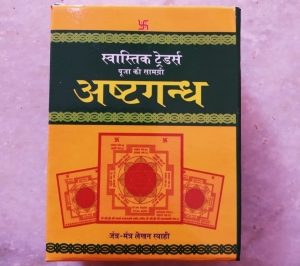 स्वास्तिक ट्रेडर्स
पूजा की सामग्री
अष्टगन्ध
जंत्र-मंत्र लेखन स्याही